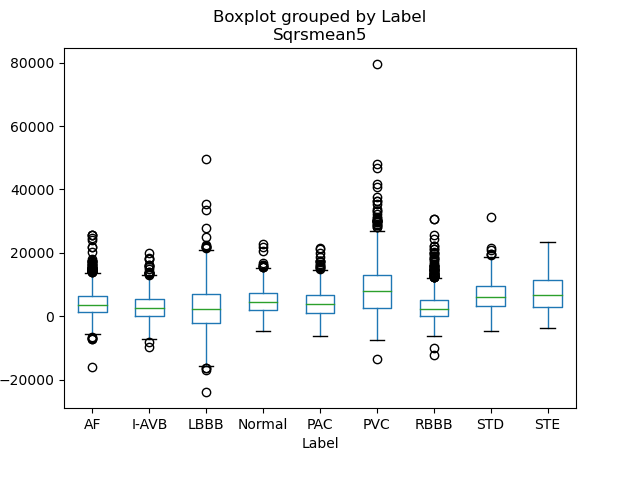 Boxplot grouped by Label
Sqrsmean5
80000
60000
40000
20000
0
−20000
AF I-AVB LBBB Normal PAC PVC RBBB STD STE
Label